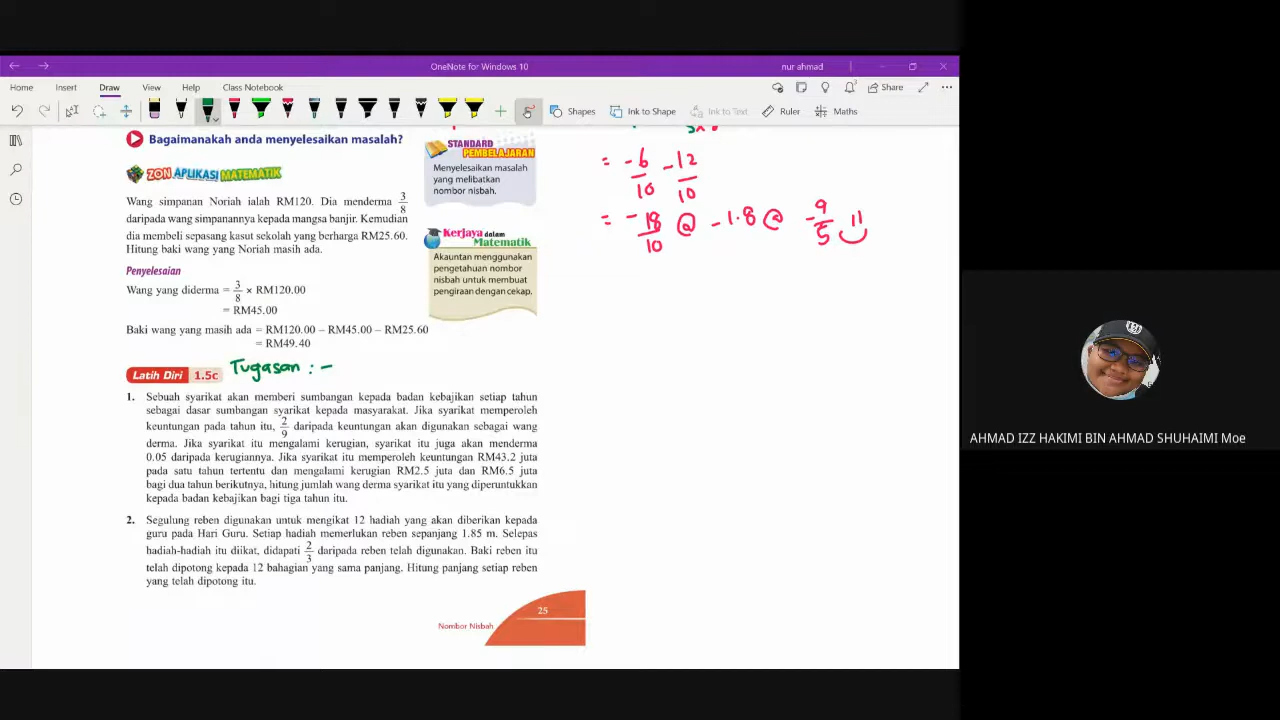 OneNote for Windows 10
nur ahmad
Home
Insert
Draw
View
Help
Class Notebook
Share
Shapes
Ink to Shape
Ink to Text
Ruler
Maths
Bagaimanakah anda menyelesaikan masalah?
ZON APLIKASI MATEMATIK
Wang simpanan Noriah ialah RM120. Dia menderma 3/8
daripada wang simpanannya kepada mangsa banjir. Kemudian
dia membeli sepasang kasut sekolah yang berharga RM25.60.
Hitung baki wang yang Noriah masih ada.
Penyelesaian
Wang yang diderma = 3/8 × RM120.00
= RM45.00
Baki wang yang masih ada = RM120.00 – RM45.00 – RM25.60
= RM49.40
STANDARD
PEMBELAJARAN
Menyelesaikan masalah
yang melibatkan
nombor nisbah.
Kerjaya dalam
Matematik
Akauntan menggunakan
pengetahuan nombor
nisbah untuk membuat
pengiraan dengan cekap.
= -6/10 -12/10
= -18/10 @ -1.8 @ -9/5
Latih Diri 1.5c Tugasan : -
1. Sebuah syarikat akan memberi sumbangan kepada badan kebajikan setiap tahun
sebagai dasar sumbangan syarikat kepada masyarakat. Jika syarikat memperoleh
keuntungan pada tahun itu, 2/9 daripada keuntungan akan digunakan sebagai wang
derma. Jika syarikat itu mengalami kerugian, syarikat itu juga akan menderma
0.05 daripada kerugiannya. Jika syarikat itu memperoleh keuntungan RM43.2 juta
pada satu tahun tertentu dan mengalami kerugian RM2.5 juta dan RM6.5 juta
bagi dua tahun berikutnya, hitung jumlah wang derma syarikat itu yang diperuntukkan
kepada badan kebajikan bagi tiga tahun itu.
2. Segulung reben digunakan untuk mengikat 12 hadiah yang akan diberikan kepada
guru pada Hari Guru. Setiap hadiah memerlukan reben sepanjang 1.85 m. Selepas
hadiah-hadiah itu diikat, didapati 2/3 daripada reben telah digunakan. Baki reben itu
telah dipotong kepada 12 bahagian yang sama panjang. Hitung panjang setiap reben
yang telah dipotong itu.
25
Nombor Nisbah
AHMAD IZZ HAKIMI BIN AHMAD SHUHAIMI Moe